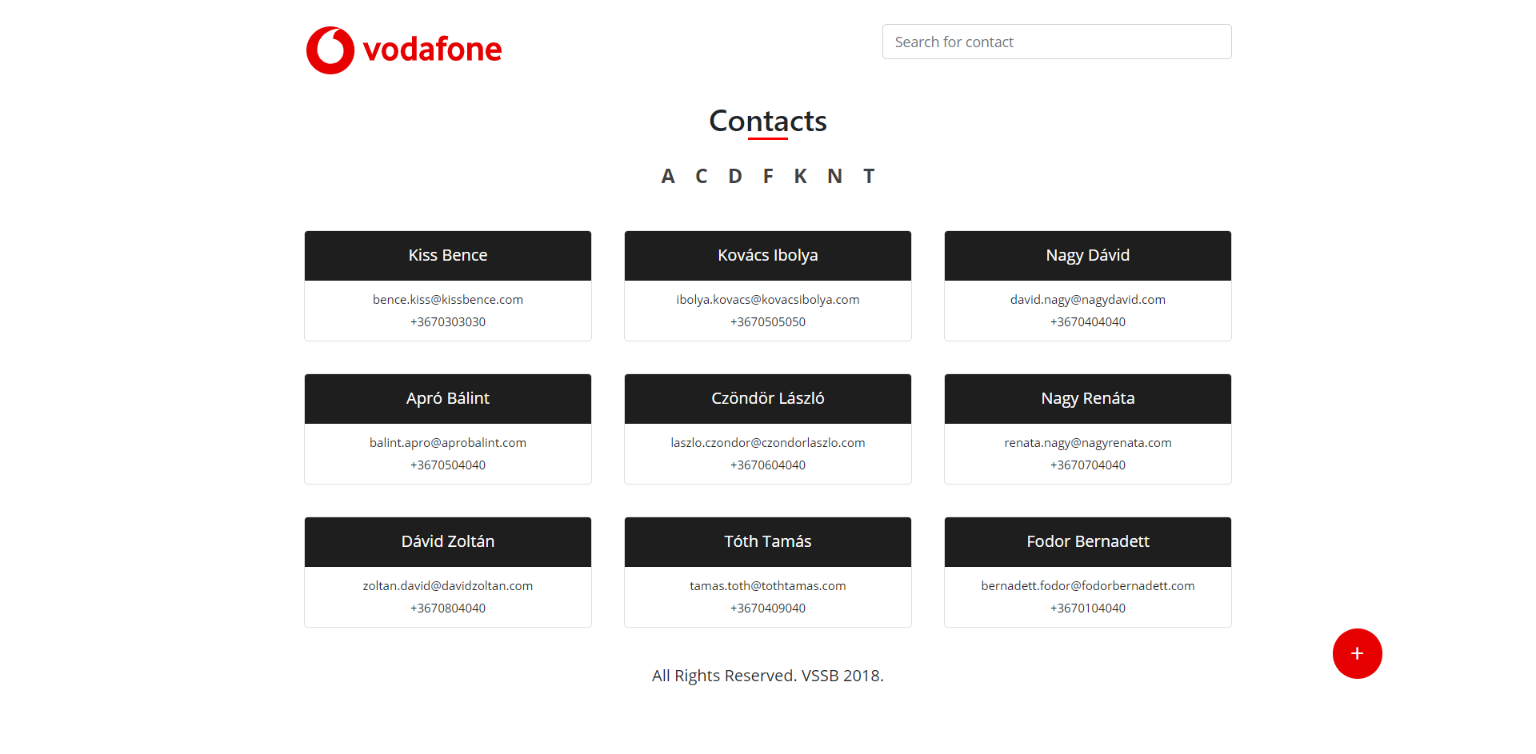 vodafone
Search for contact
Contacts
A C D F K N T
Kiss Bence
bence.kiss@kissbence.com
+3670303030
Kovács Ibolya
ibolya.kovacs@kovacsibolya.com
+3670505050
Nagy Dávid
david.nagy@nagydavid.com
+3670404040
Apró Bálint
balint.apro@aprobalint.com
+3670504040
Czöndör László
laszlo.czondor@czondorlaszlo.com
+3670604040
Nagy Renáta
renata.nagy@nagyrenata.com
+3670704040
Dávid Zoltán
zoltan.david@davidzoltan.com
+3670804040
Tóth Tamás
tamas.toth@tothtamas.com
+3670409040
Fodor Bernadett
bernadett.fodor@fodorbernadett.com
+3670104040
+
All Rights Reserved. VSSB 2018.